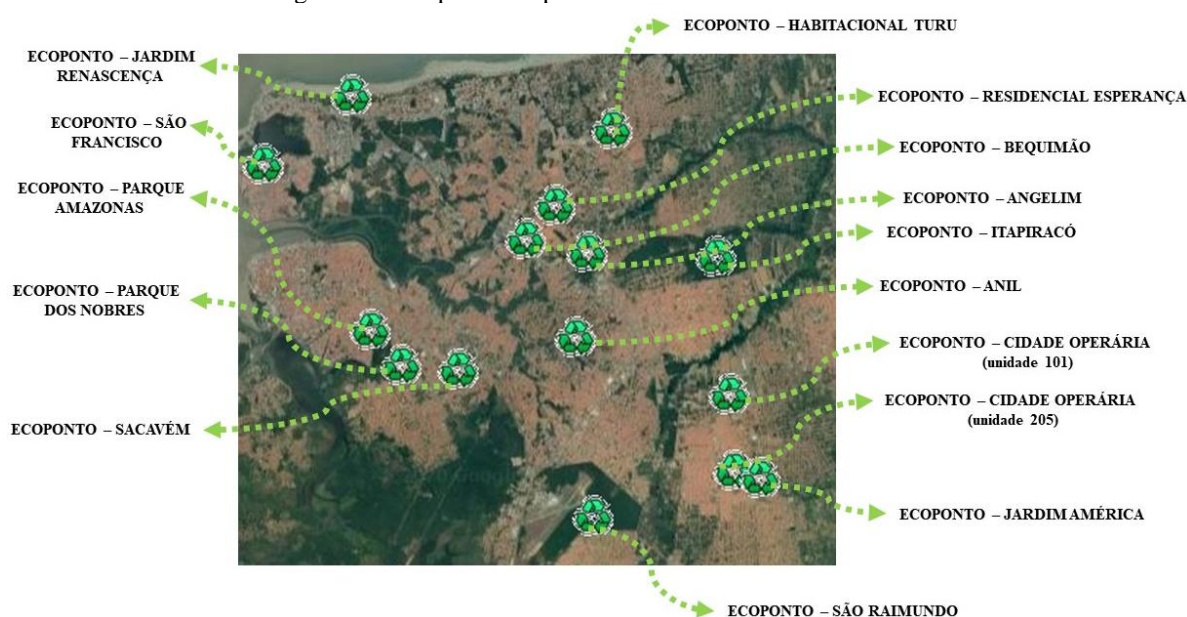 ECOPONTO – HABITACIONAL TURU
ECOPONTO – JARDIM
RENASCENÇA
ECOPONTO – RESIDENCIAL ESPERANÇA
ECOPONTO – SÃO
FRANCISCO
ECOPONTO – BEQUIMÃO
ECOPONTO – PARQUE
AMAZONAS
ECOPONTO – ANGELIM
ECOPONTO – ITAPIRACÓ
ECOPONTO – PARQUE
DOS NOBRES
ECOPONTO – ANIL
ECOPONTO – CIDADE OPERÁRIA
(unidade 101)
ECOPONTO – CIDADE OPERÁRIA
(unidade 205)
ECOPONTO – SACAVÉM
ECOPONTO – JARDIM AMÉRICA
ECOPONTO – SÃO RAIMUNDO